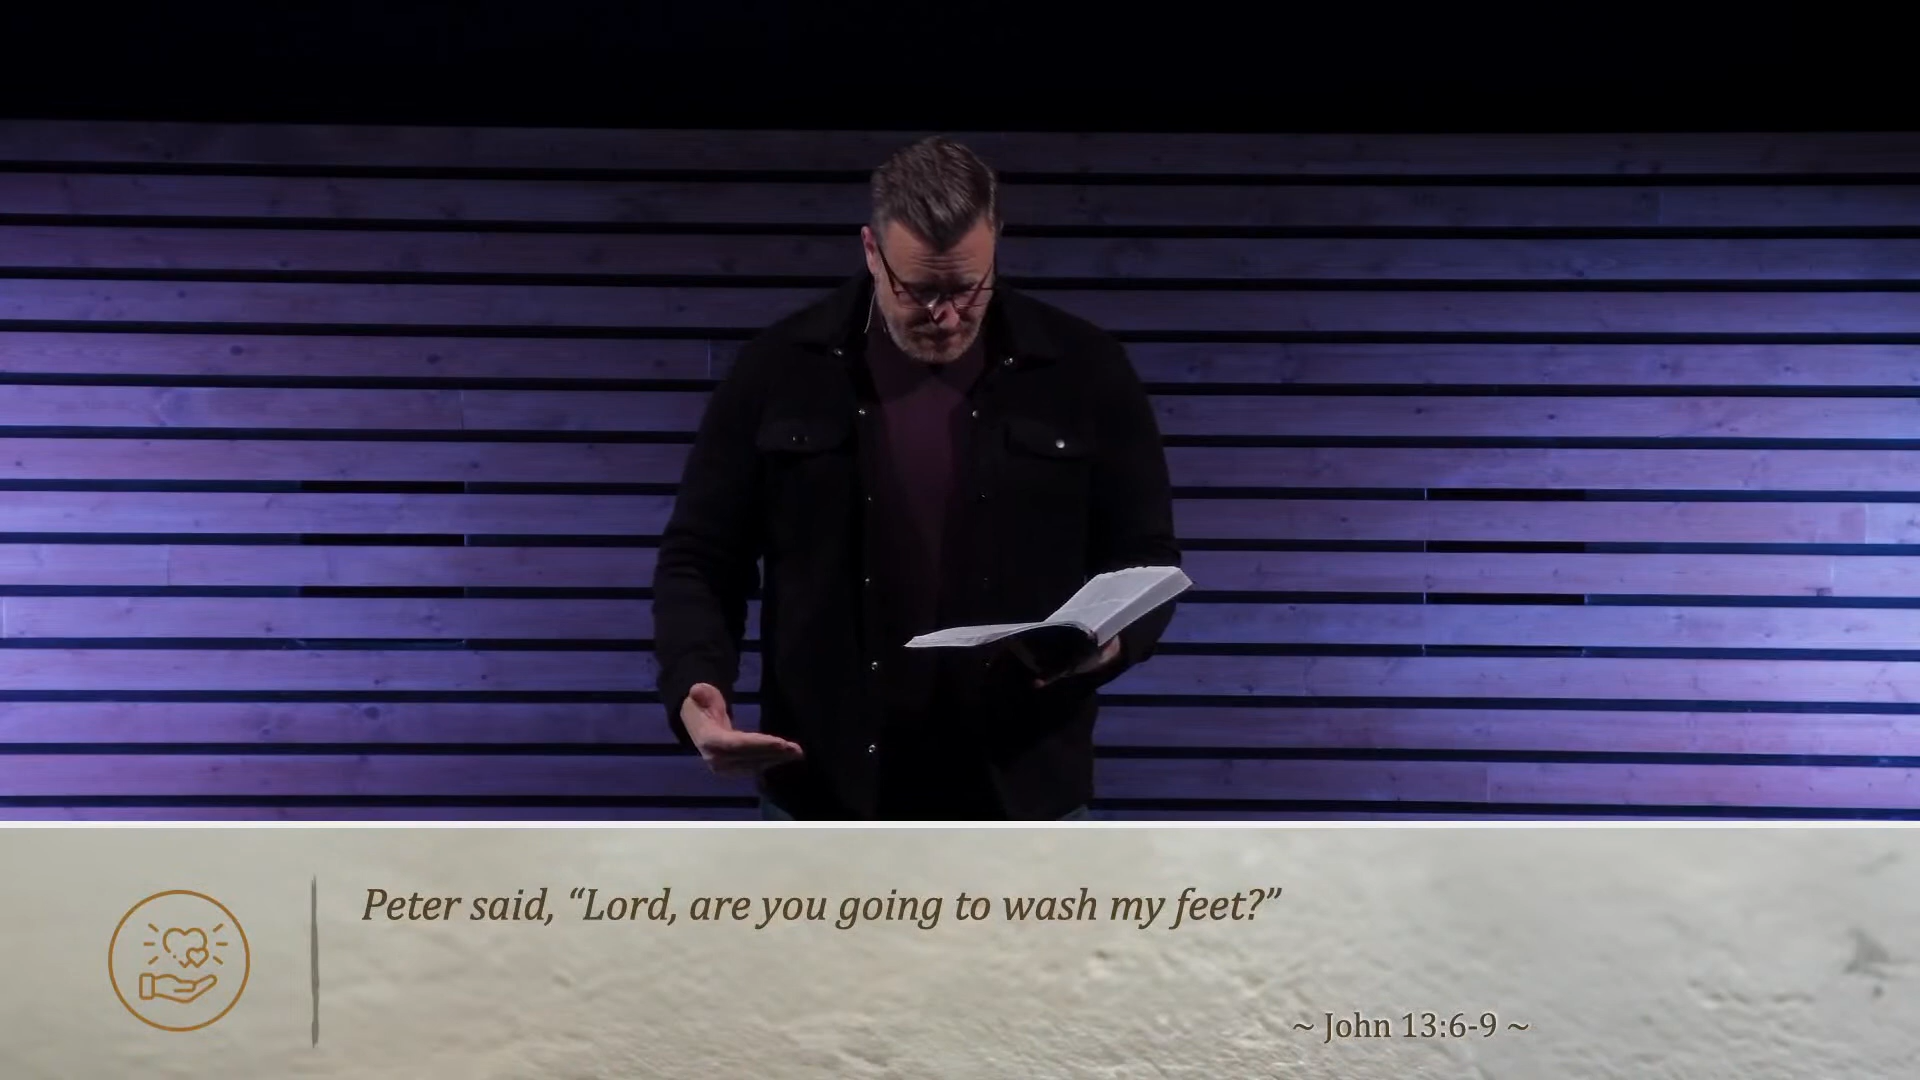 Peter said, “Lord, are you going to wash my feet?”
~ John 13:6-9 ~